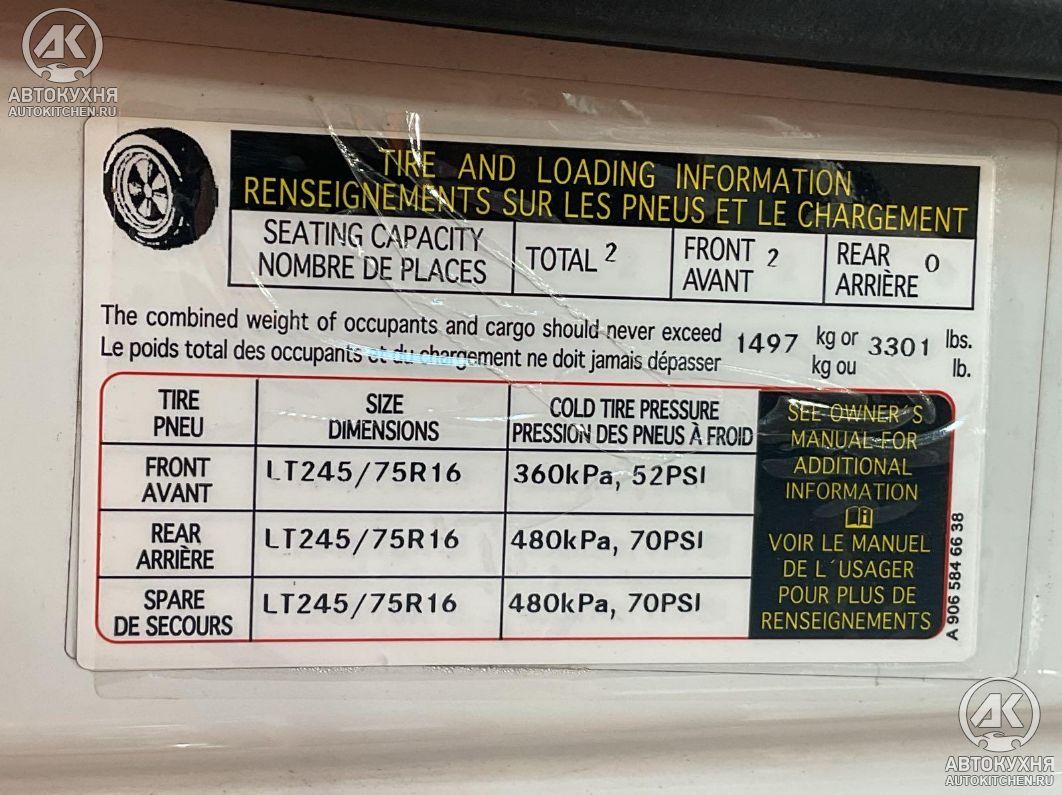 AK
АВТОКУХНЯ
AUTOKITCHEN.RU
TIRE AND LOADING INFORMATION
RENSEIGNEMENTS SUR LES PNEUS ET LE CHARGEMENT
SEATING CAPACITY
NOMBRE DE PLACES
TOTAL 2
FRONT 2
AVANT
REAR 0
ARRIÈRE
The combined weight of occupants and cargo should never exceed 1497 kg or 3301 lbs.
Le poids total des occupants et du chargement ne doit jamais dépasser kg ou lb.
TIRE
PNEU
SIZE
DIMENSIONS
COLD TIRE PRESSURE
PRESSION DES PNEUS À FROID
FRONT
AVANT
LT245/75R16
360kPa, 52PSI
REAR
ARRIÈRE
LT245/75R16
480kPa, 70PSI
SPARE
DE SECOURS
LT245/75R16
480kPa, 70PSI
SEE OWNER´S
MANUAL FOR
ADDITIONAL
INFORMATION
VOIR LE MANUEL
DE L´USAGER
POUR PLUS DE
RENSEIGNEMENTS
A 906 584 66 38
AK
АВТОКУХНЯ
AUTOKITCHEN.RU